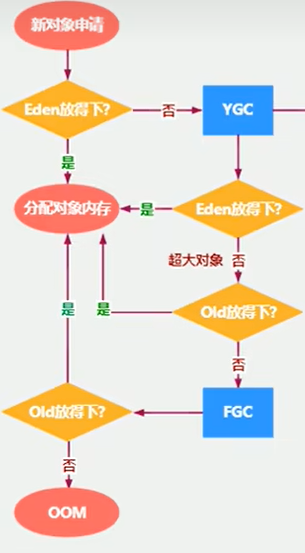 新对象申请
Eden放得下?
否
YGC
是
分配对象内存
是
Eden放得下?
超大对象 否
是
是
Old放得下?
否
Old放得下?
FGC
否
OOM